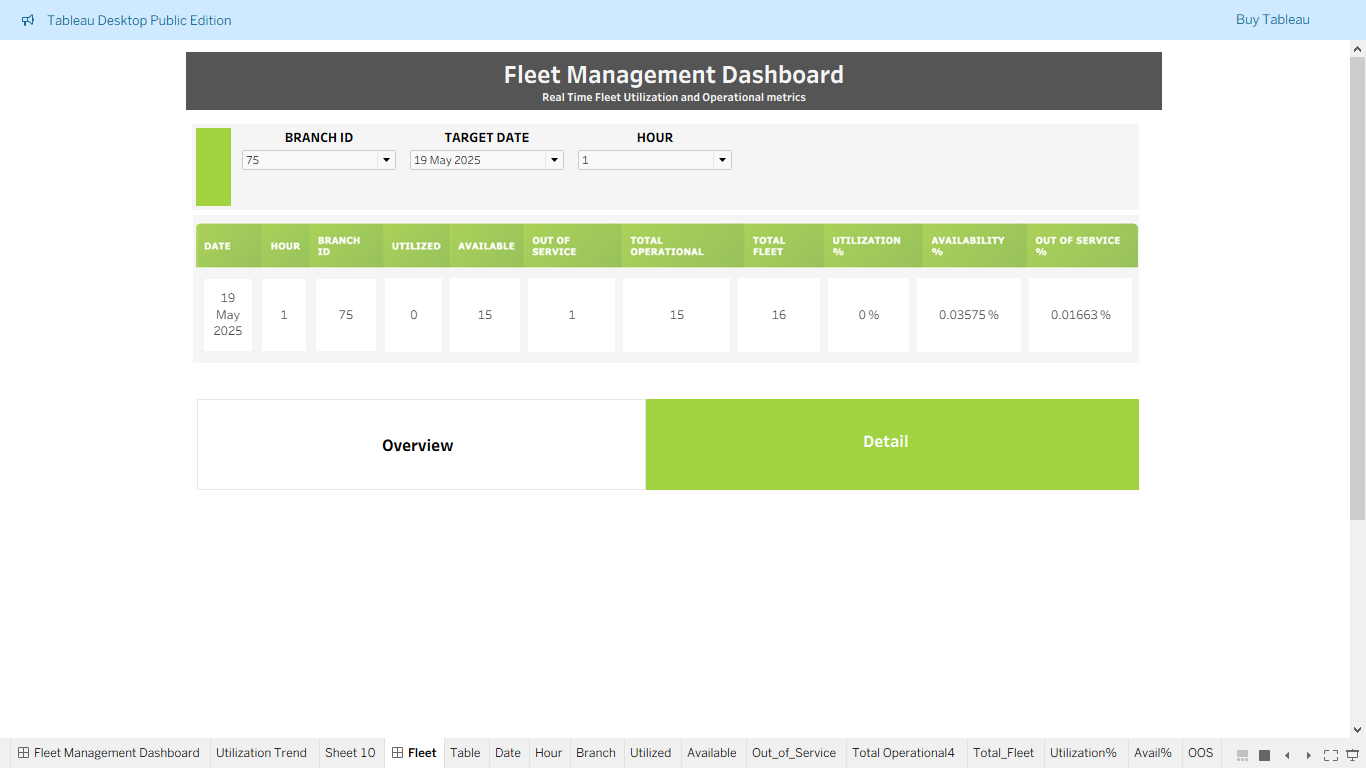 Tableau Desktop Public Edition
Buy Tableau
Fleet Management Dashboard
Real Time Fleet Utilization and Operational metrics
BRANCH ID
TARGET DATE
HOUR
75
19 May 2025
1
DATE
HOUR
BRANCH
ID
UTILIZED
AVAILABLE
OUT OF
SERVICE
TOTAL
OPERATIONAL
TOTAL
FLEET
UTILIZATION
%
AVAILABILITY
%
OUT OF SERVICE
%
19
May
2025
1
75
0
15
1
15
16
0 %
0.03575 %
0.01663 %
Overview
Detail
Fleet Management Dashboard
Utilization Trend
Sheet 10
Fleet
Table
Date
Hour
Branch
Utilized
Available
Out_of_Service
Total Operational4
Total_Fleet
Utilization%
Avail%
OOS